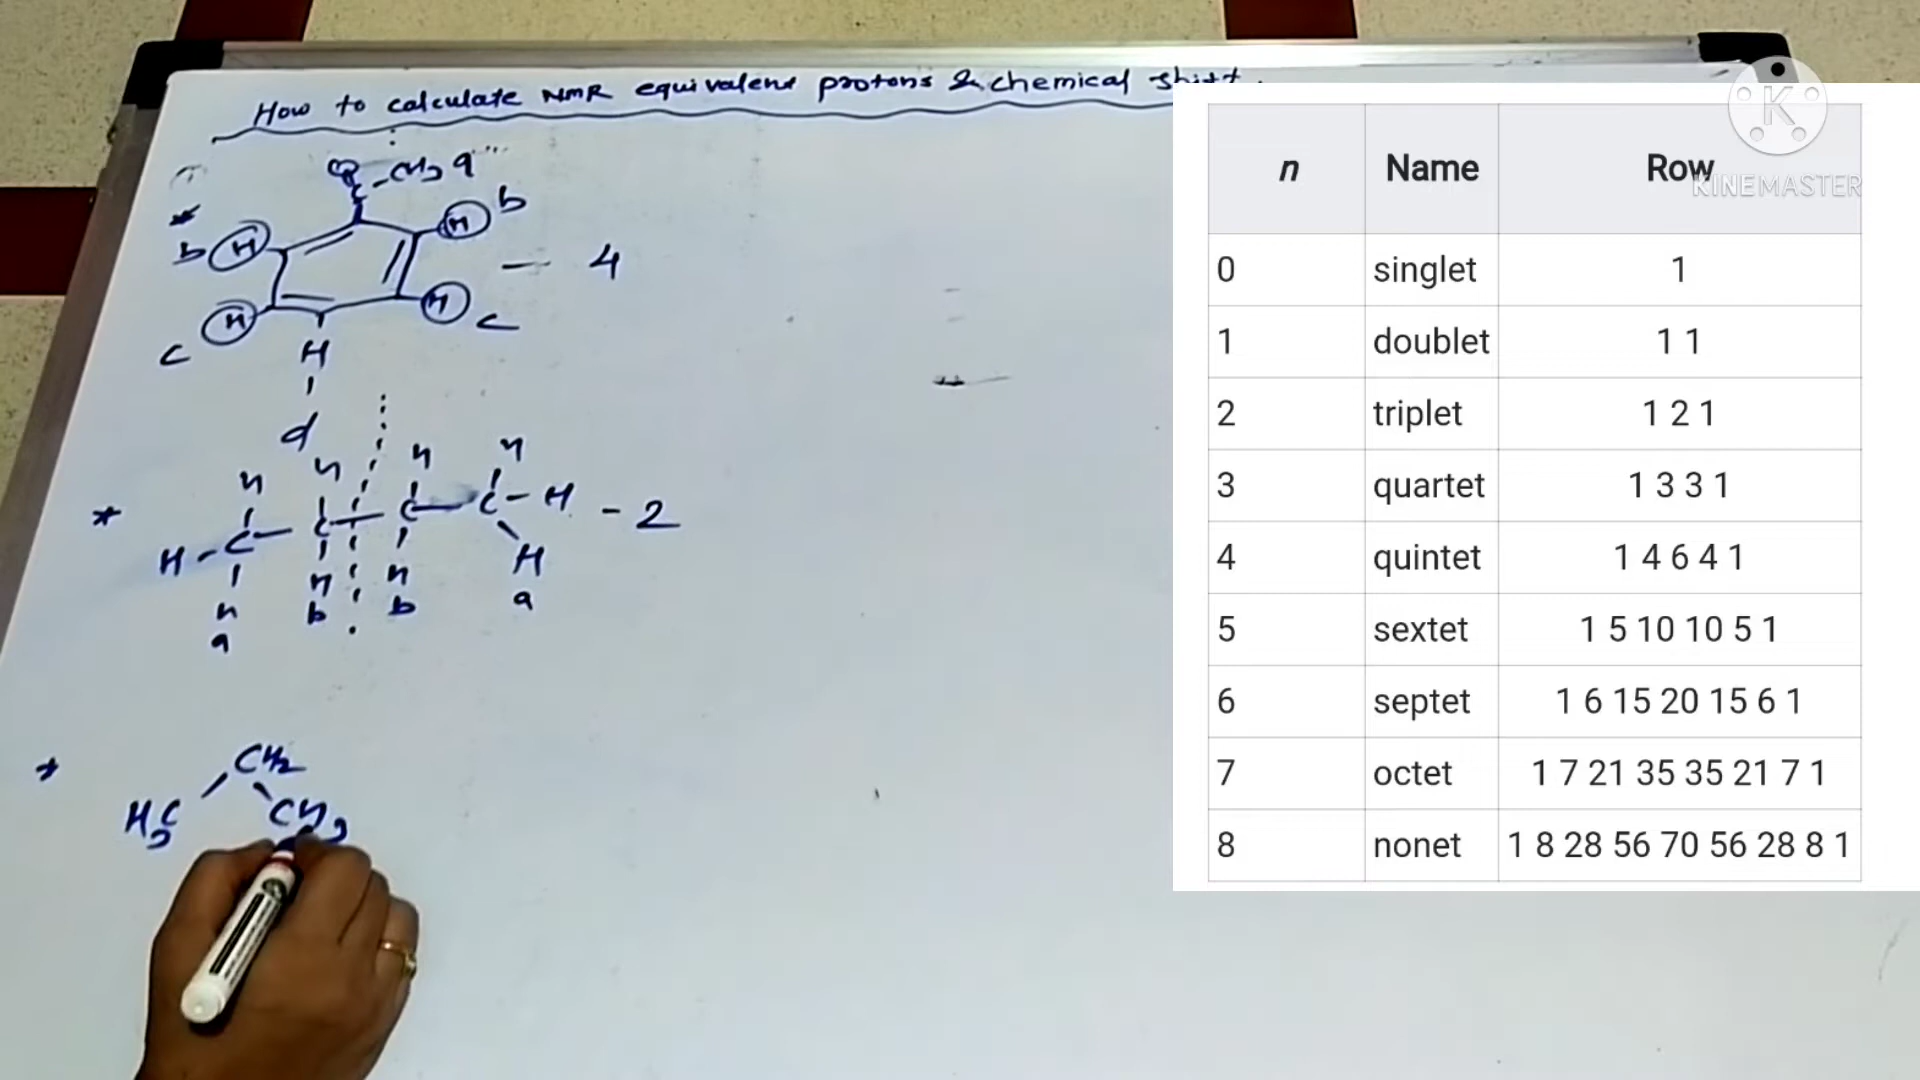 How to calculate NMR equivalent protons & chemical shift.
C-CH3 a
b H H b
- 4
c H H c
H
d
H H H H
* H-C-C-C-C-H - 2
H H H H
a b b a
* CH2
H3C CH3
n Name Row
0 singlet 1
1 doublet 1 1
2 triplet 1 2 1
3 quartet 1 3 3 1
4 quintet 1 4 6 4 1
5 sextet 1 5 10 10 5 1
6 septet 1 6 15 20 15 6 1
7 octet 1 7 21 35 35 21 7 1
8 nonet 1 8 28 56 70 56 28 8 1
K
KINEMASTER